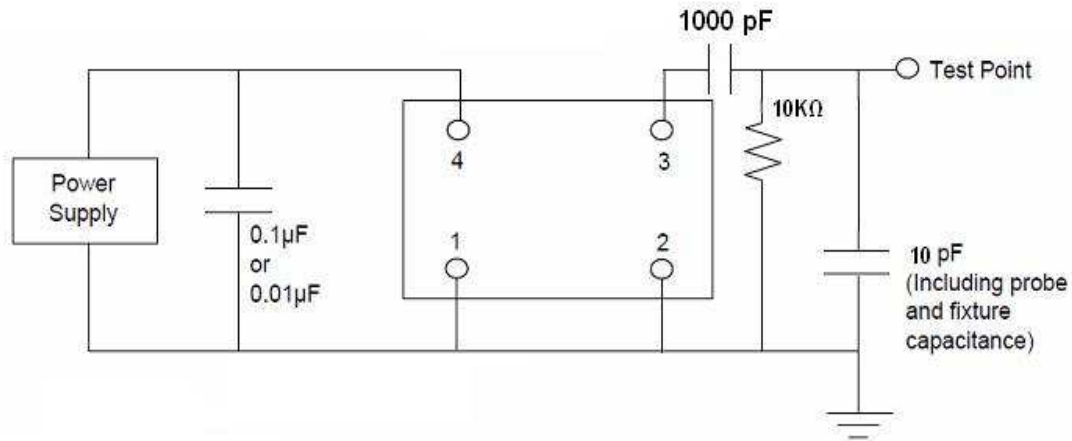 1000 pF
Test Point
10KΩ
4
3
Power
Supply
0.1µF
or
0.01µF
1
2
10 pF
(Including probe
and fixture
capacitance)